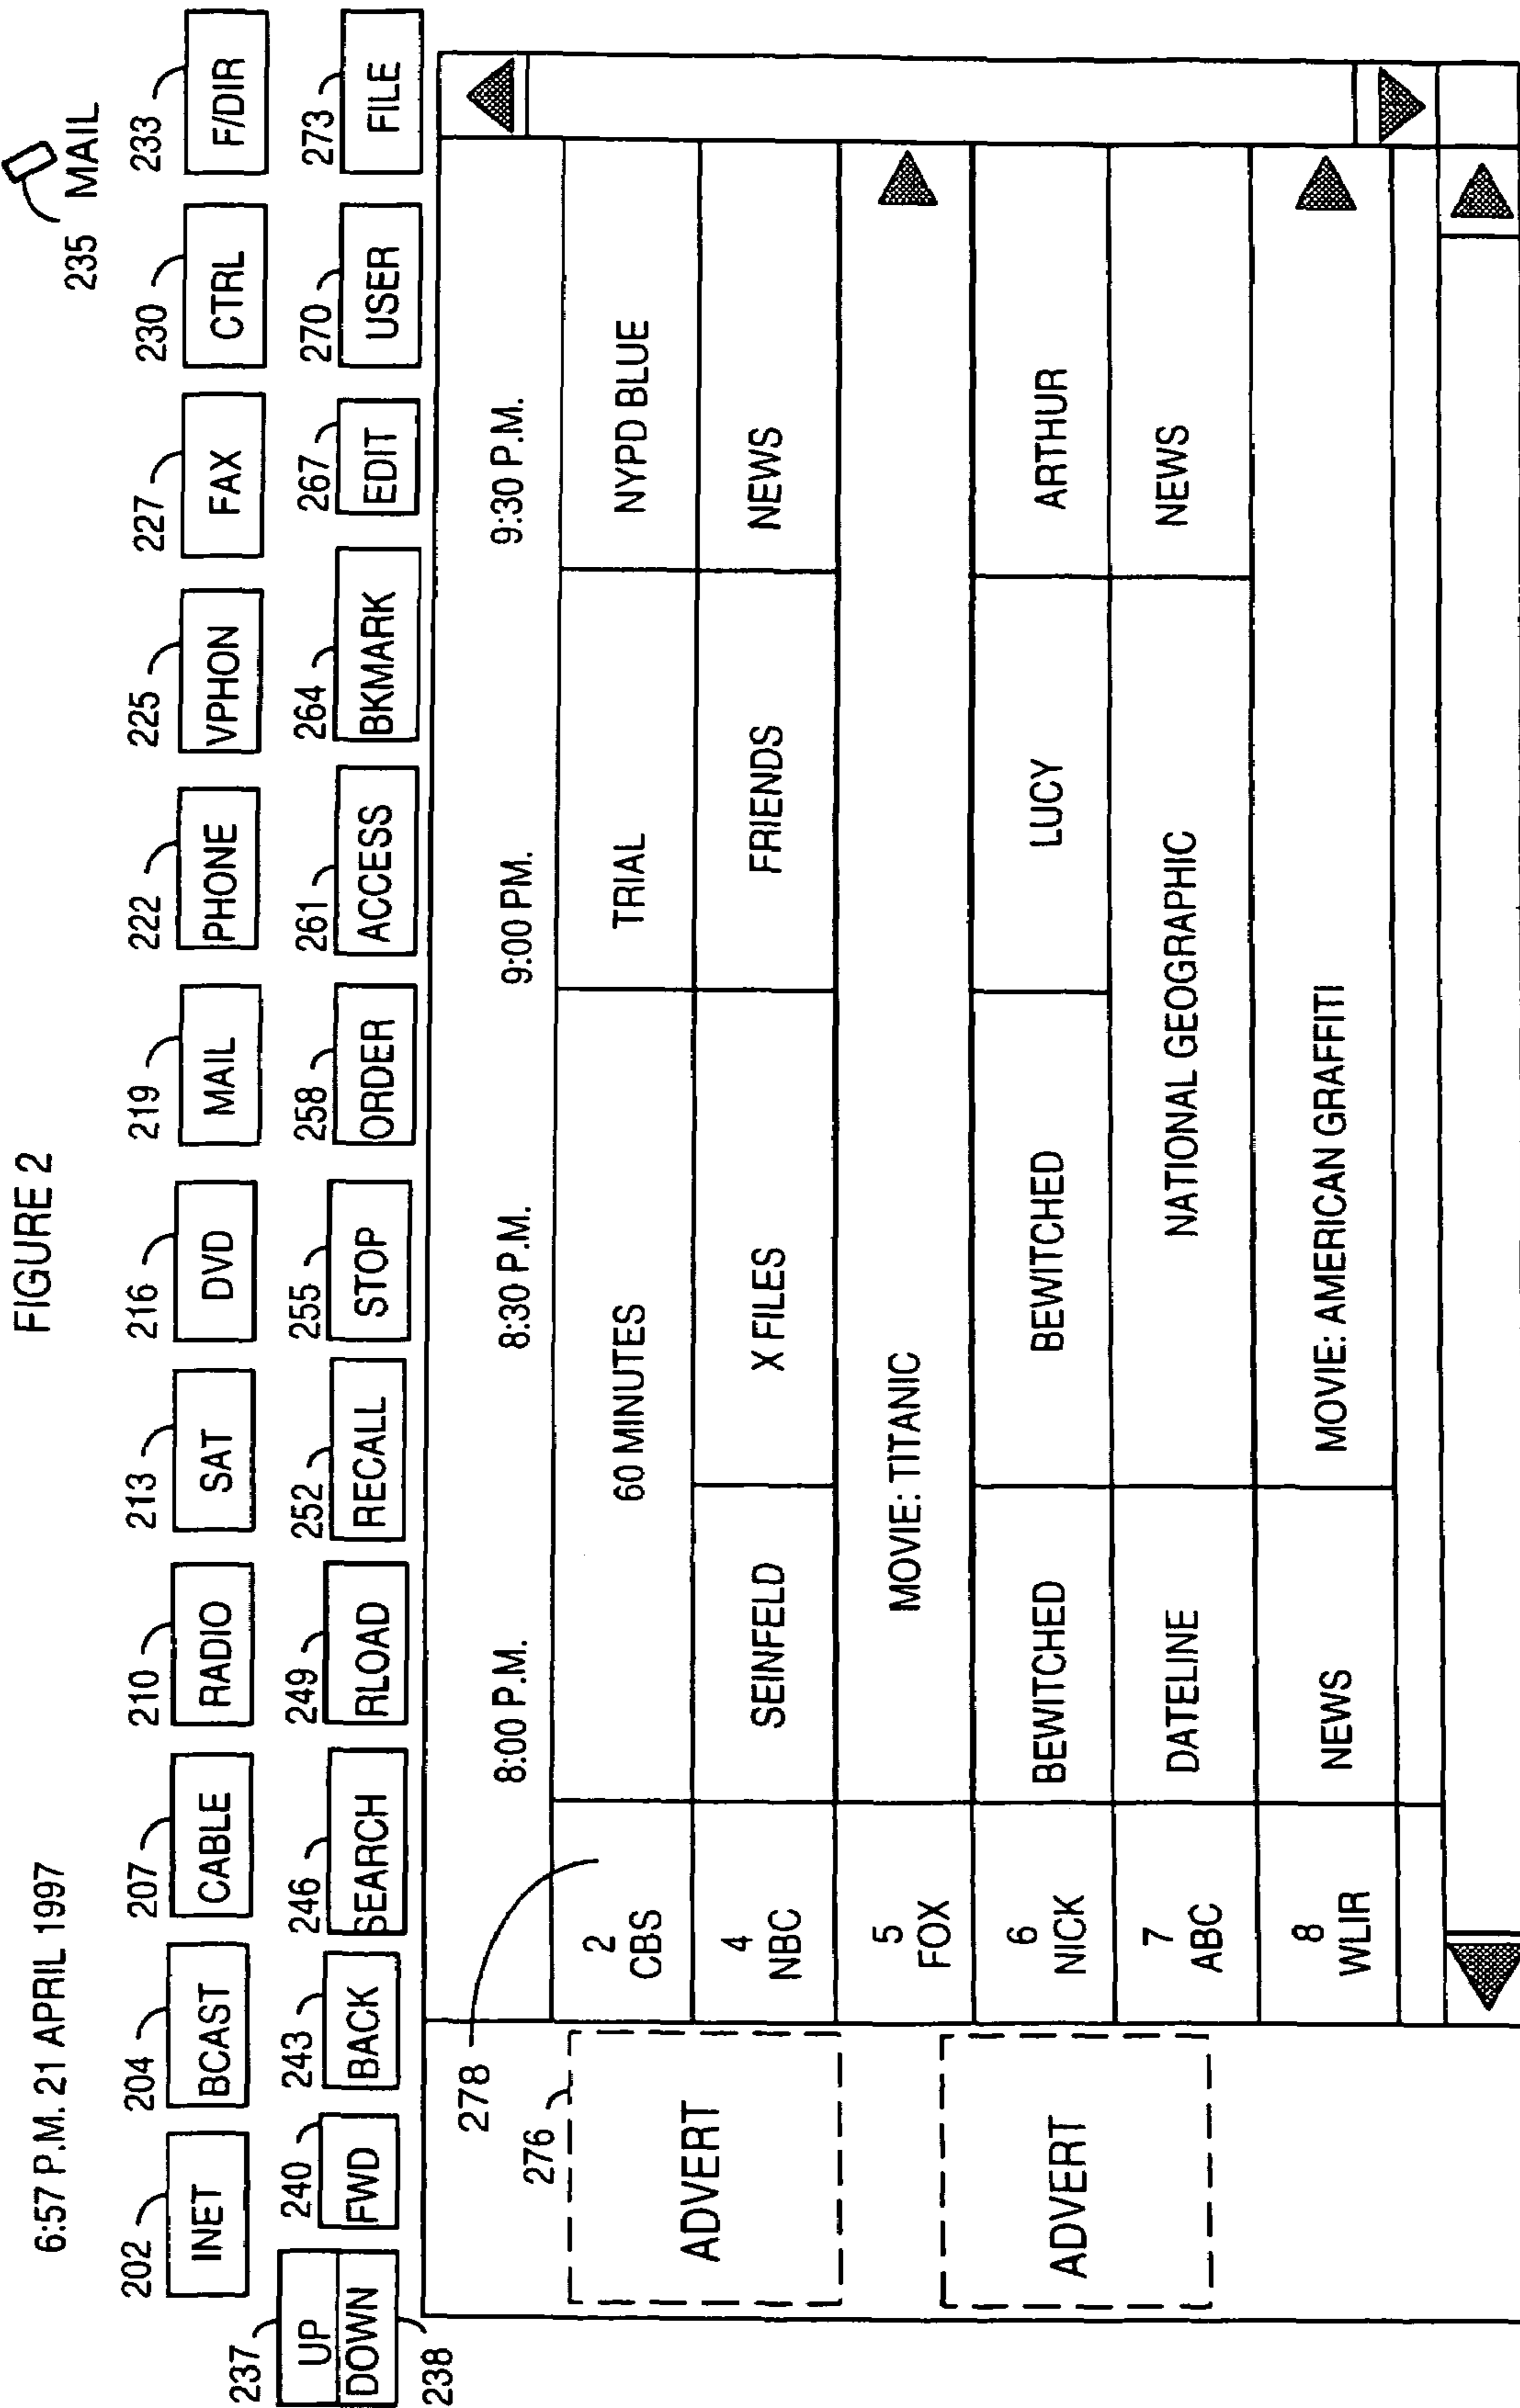 FIGURE 2
6:57 P.M. 21 APRIL 1997
235 MAIL
202 204 207 210 213 216 219 222 225 227 230 233
INET BCAST CABLE RADIO SAT DVD MAIL PHONE VPHON FAX CTRL F/DIR
237 240 243 246 249 252 255 258 261 264 267 270 273
UP
DOWN FWD BACK SEARCH RLOAD RECALL STOP ORDER ACCESS BKMARK EDIT USER FILE
238
278
8:00 P.M. 8:30 P.M. 9:00 PM. 9:30 P.M.
276
ADVERT
2
CBS 60 MINUTES TRIAL NYPD BLUE
4
NBC SEINFELD X FILES FRIENDS NEWS
5
FOX MOVIE: TITANIC
ADVERT
6
NICK BEWITCHED BEWITCHED LUCY ARTHUR
7
ABC DATELINE NATIONAL GEOGRAPHIC NEWS
8
WLIR NEWS MOVIE: AMERICAN GRAFFITI